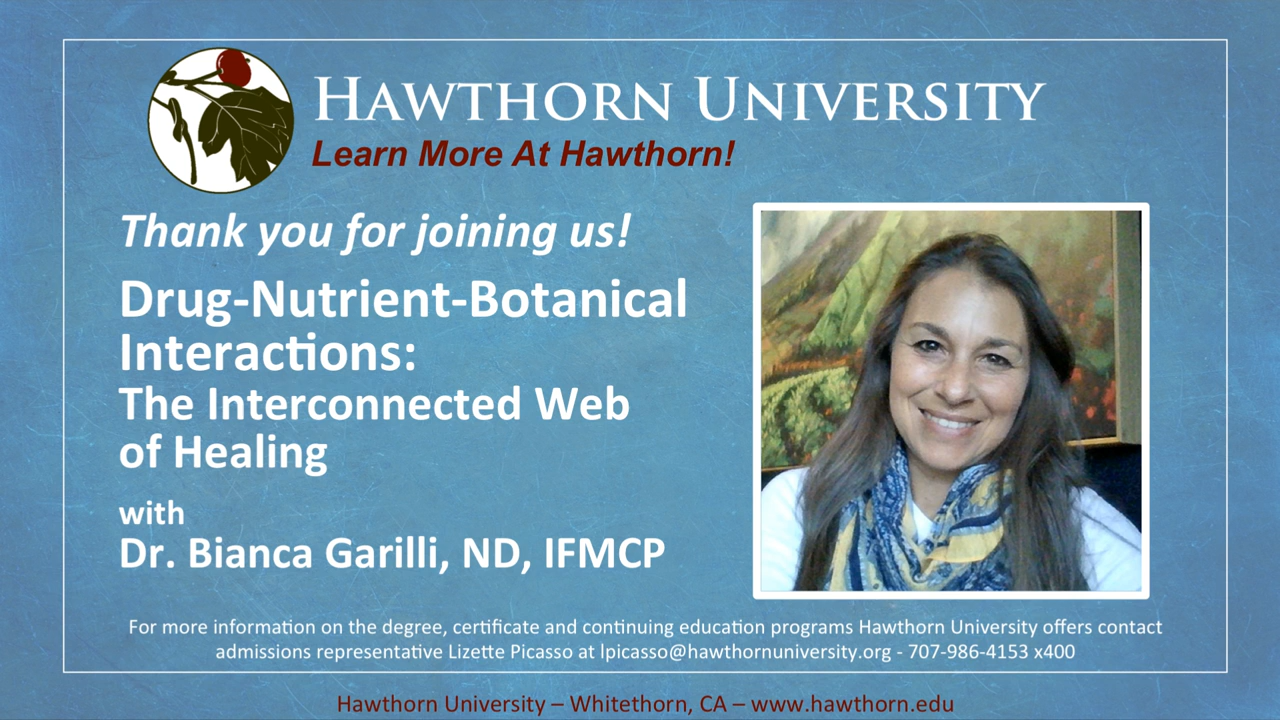 HAWTHORN UNIVERSITY
Learn More At Hawthorn!
Thank you for joining us!
Drug-Nutrient-Botanical
Interactions:
The Interconnected Web
of Healing
with
Dr. Bianca Garilli, ND, IFMCP
For more information on the degree, certificate and continuing education programs Hawthorn University offers contact
admissions representative Lizette Picasso at lpicasso@hawthornuniversity.org - 707-986-4153 x400
Hawthorn University – Whitethorn, CA – www.hawthorn.edu